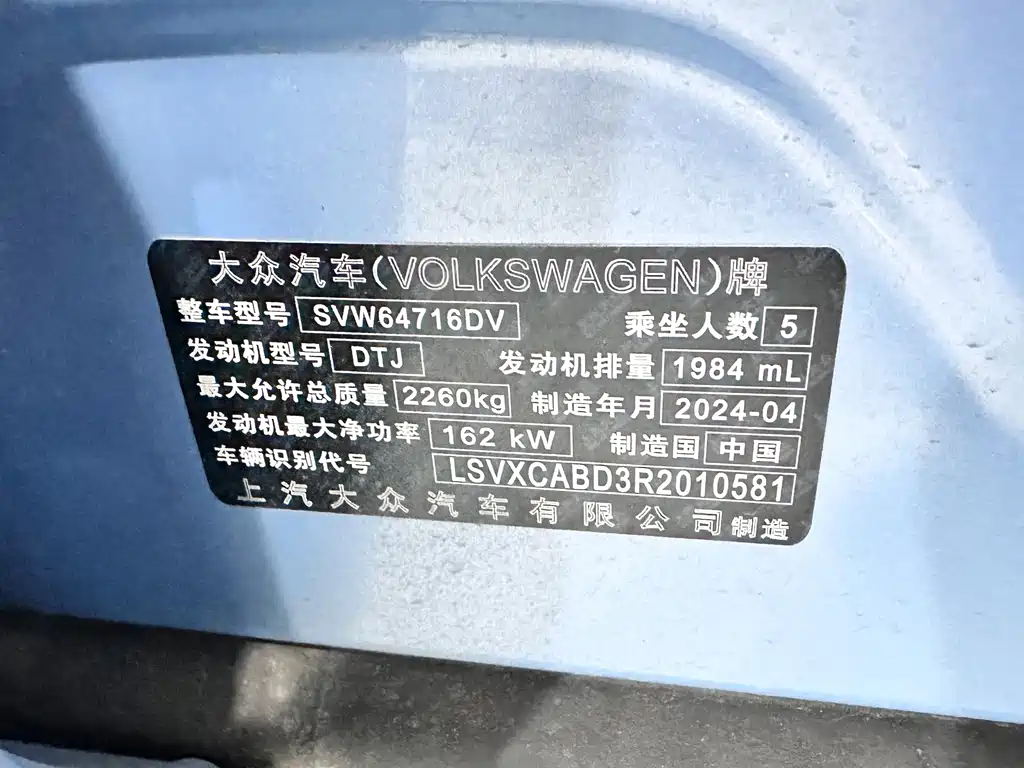 大众汽车(VOLKSWAGEN)牌
整车型号 SVW64716DV 乘坐人数 5
发动机型号 DTJ 发动机排量 1984 mL
最大允许总质量 2260kg 制造年月 2024-04
发动机最大净功率 162 kW 制造国 中国
车辆识别代号 LSVXCABD3R2010581
上汽大众汽车有限公司制造